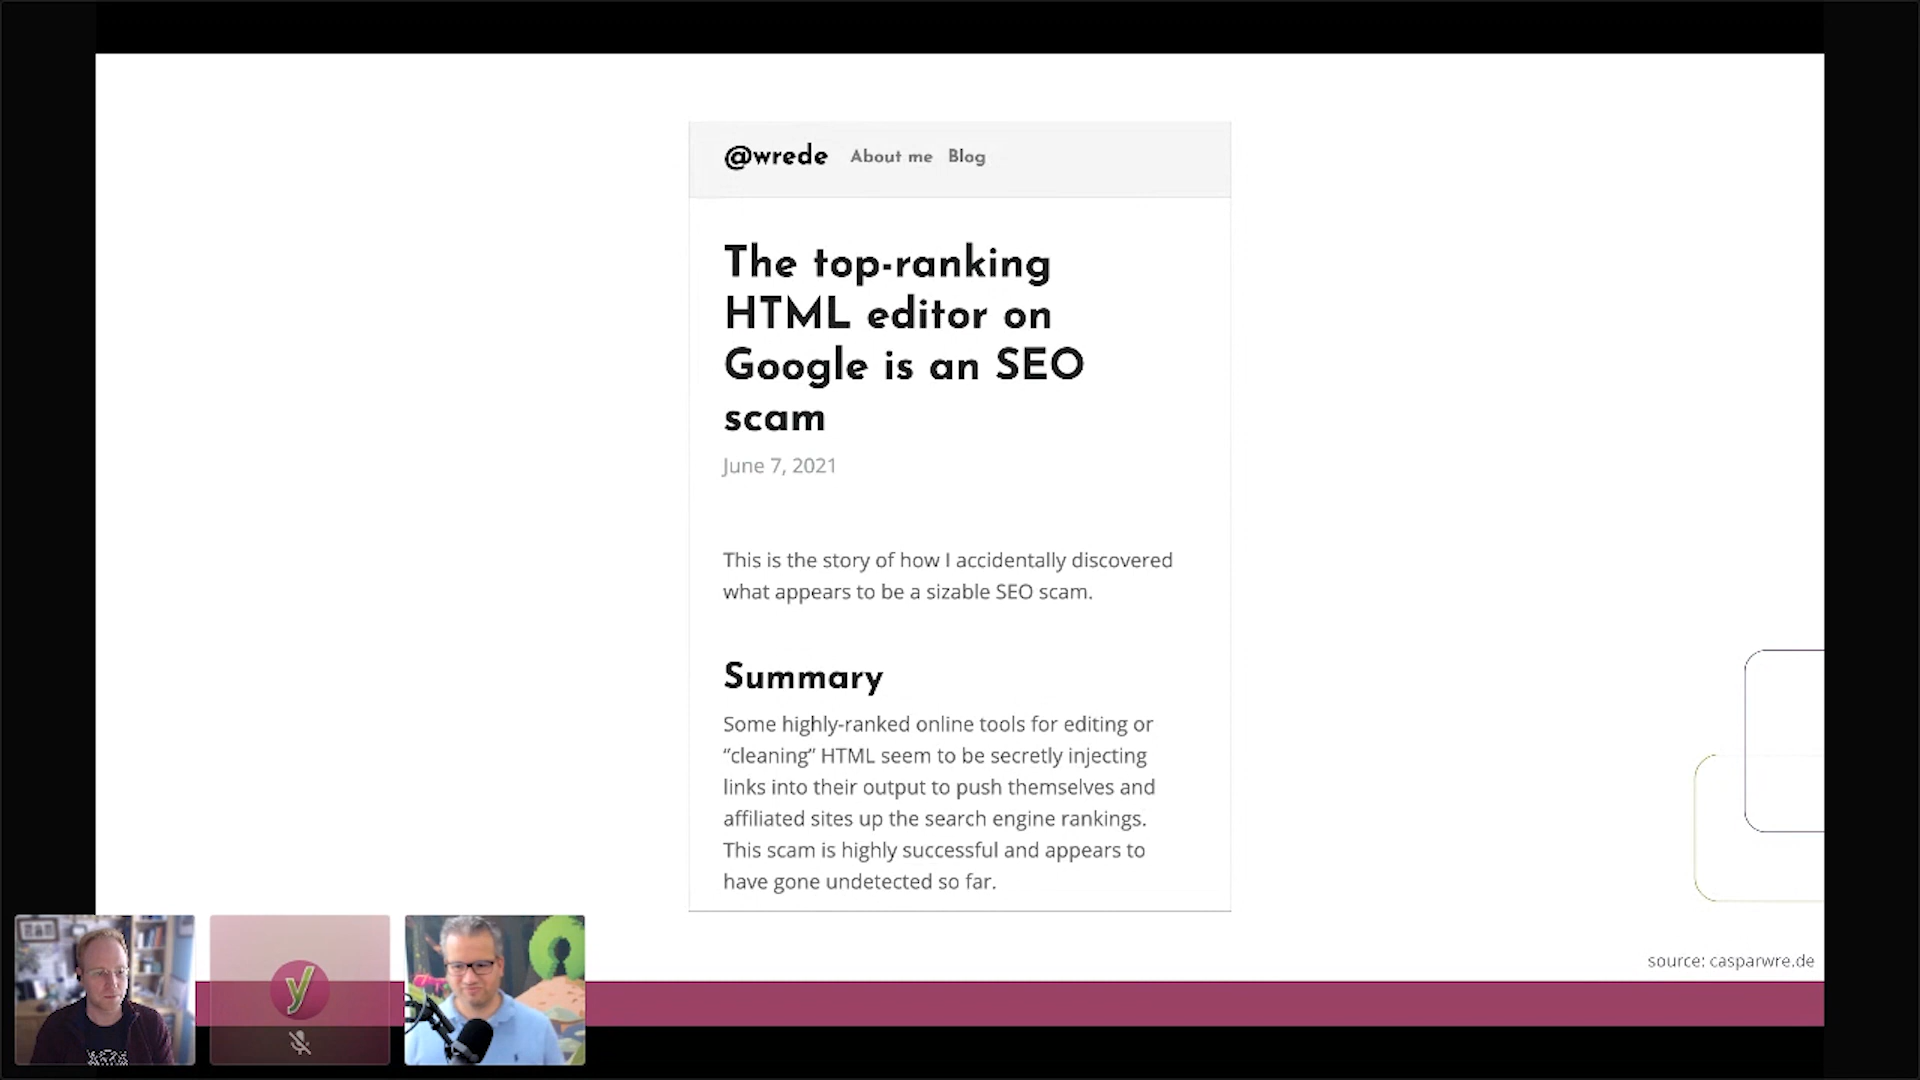 @wrede About me Blog
The top-ranking
HTML editor on
Google is an SEO
scam
June 7, 2021
This is the story of how I accidentally discovered
what appears to be a sizable SEO scam.
Summary
Some highly-ranked online tools for editing or
“cleaning” HTML seem to be secretly injecting
links into their output to push themselves and
affiliated sites up the search engine rankings.
This scam is highly successful and appears to
have gone undetected so far.
source: casparwre.de
y